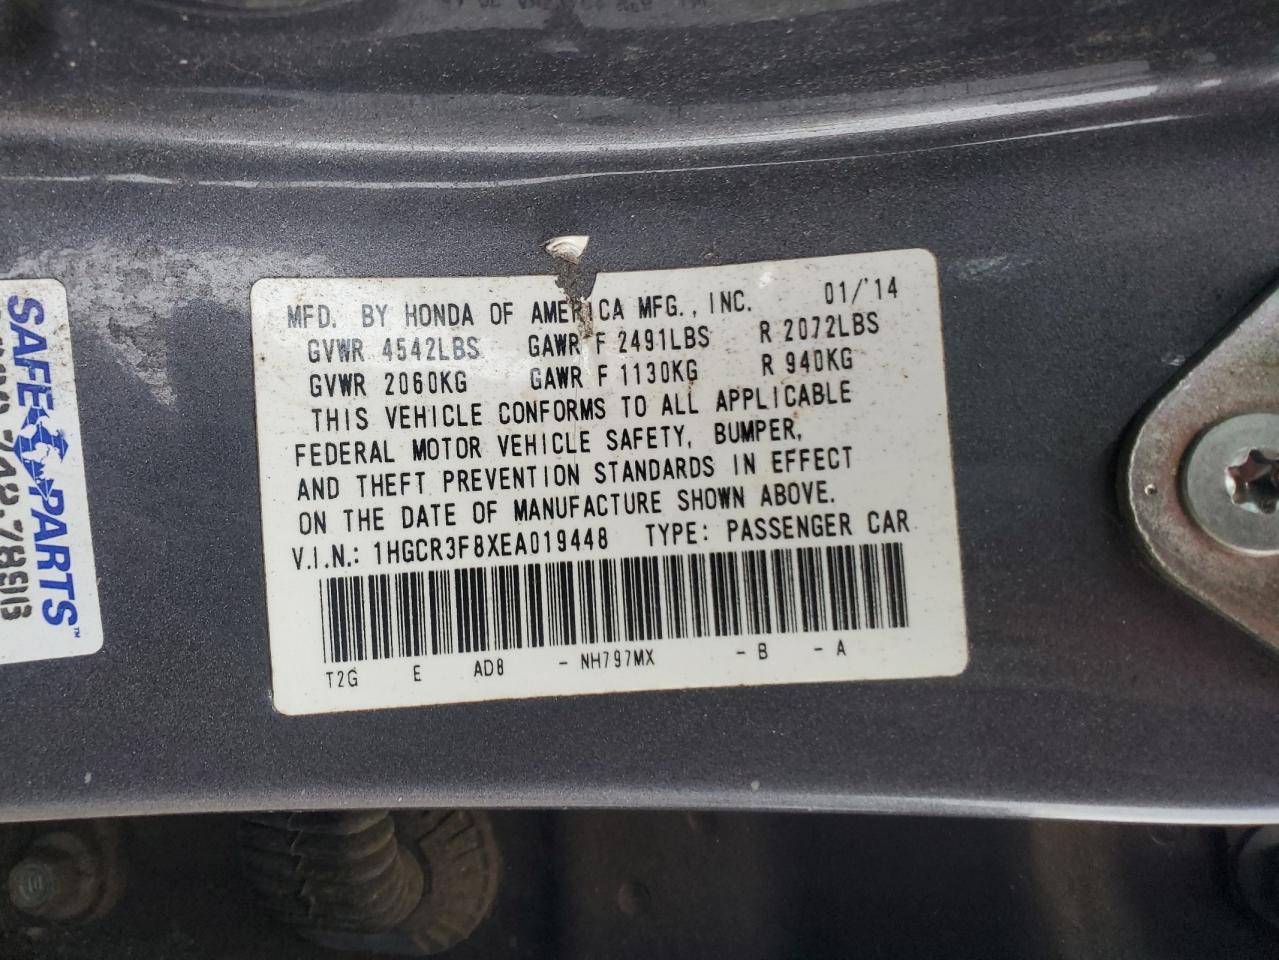 MFD. BY HONDA OF AMERICA MFG., INC. 01/'14
GVWR 4542LBS GAWR F 2491LBS R 2072LBS
GVWR 2060KG GAWR F 1130KG R 940KG
THIS VEHICLE CONFORMS TO ALL APPLICABLE
FEDERAL MOTOR VEHICLE SAFETY, BUMPER,
AND THEFT PREVENTION STANDARDS IN EFFECT
ON THE DATE OF MANUFACTURE SHOWN ABOVE.
V.I.N.: 1HGCR3F8XEA019448 TYPE: PASSENGER CAR
T2G E AD8 - NH797MX - B - A
SAFE PARTS™